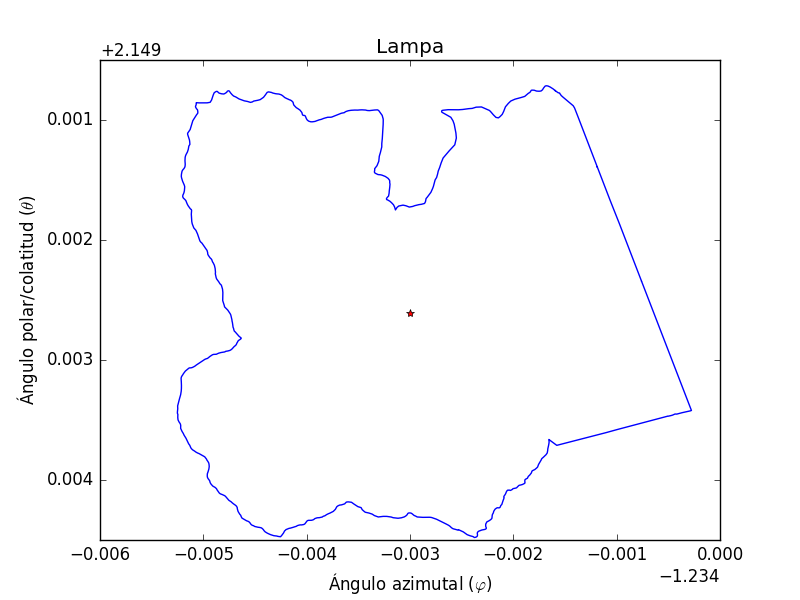 Lampa
+2.149
0.001
0.002
0.003
0.004
Ángulo polar/colatitud (θ)
−0.006 −0.005 −0.004 −0.003 −0.002 −0.001 0.000
−1.234
Ángulo azimutal (φ)